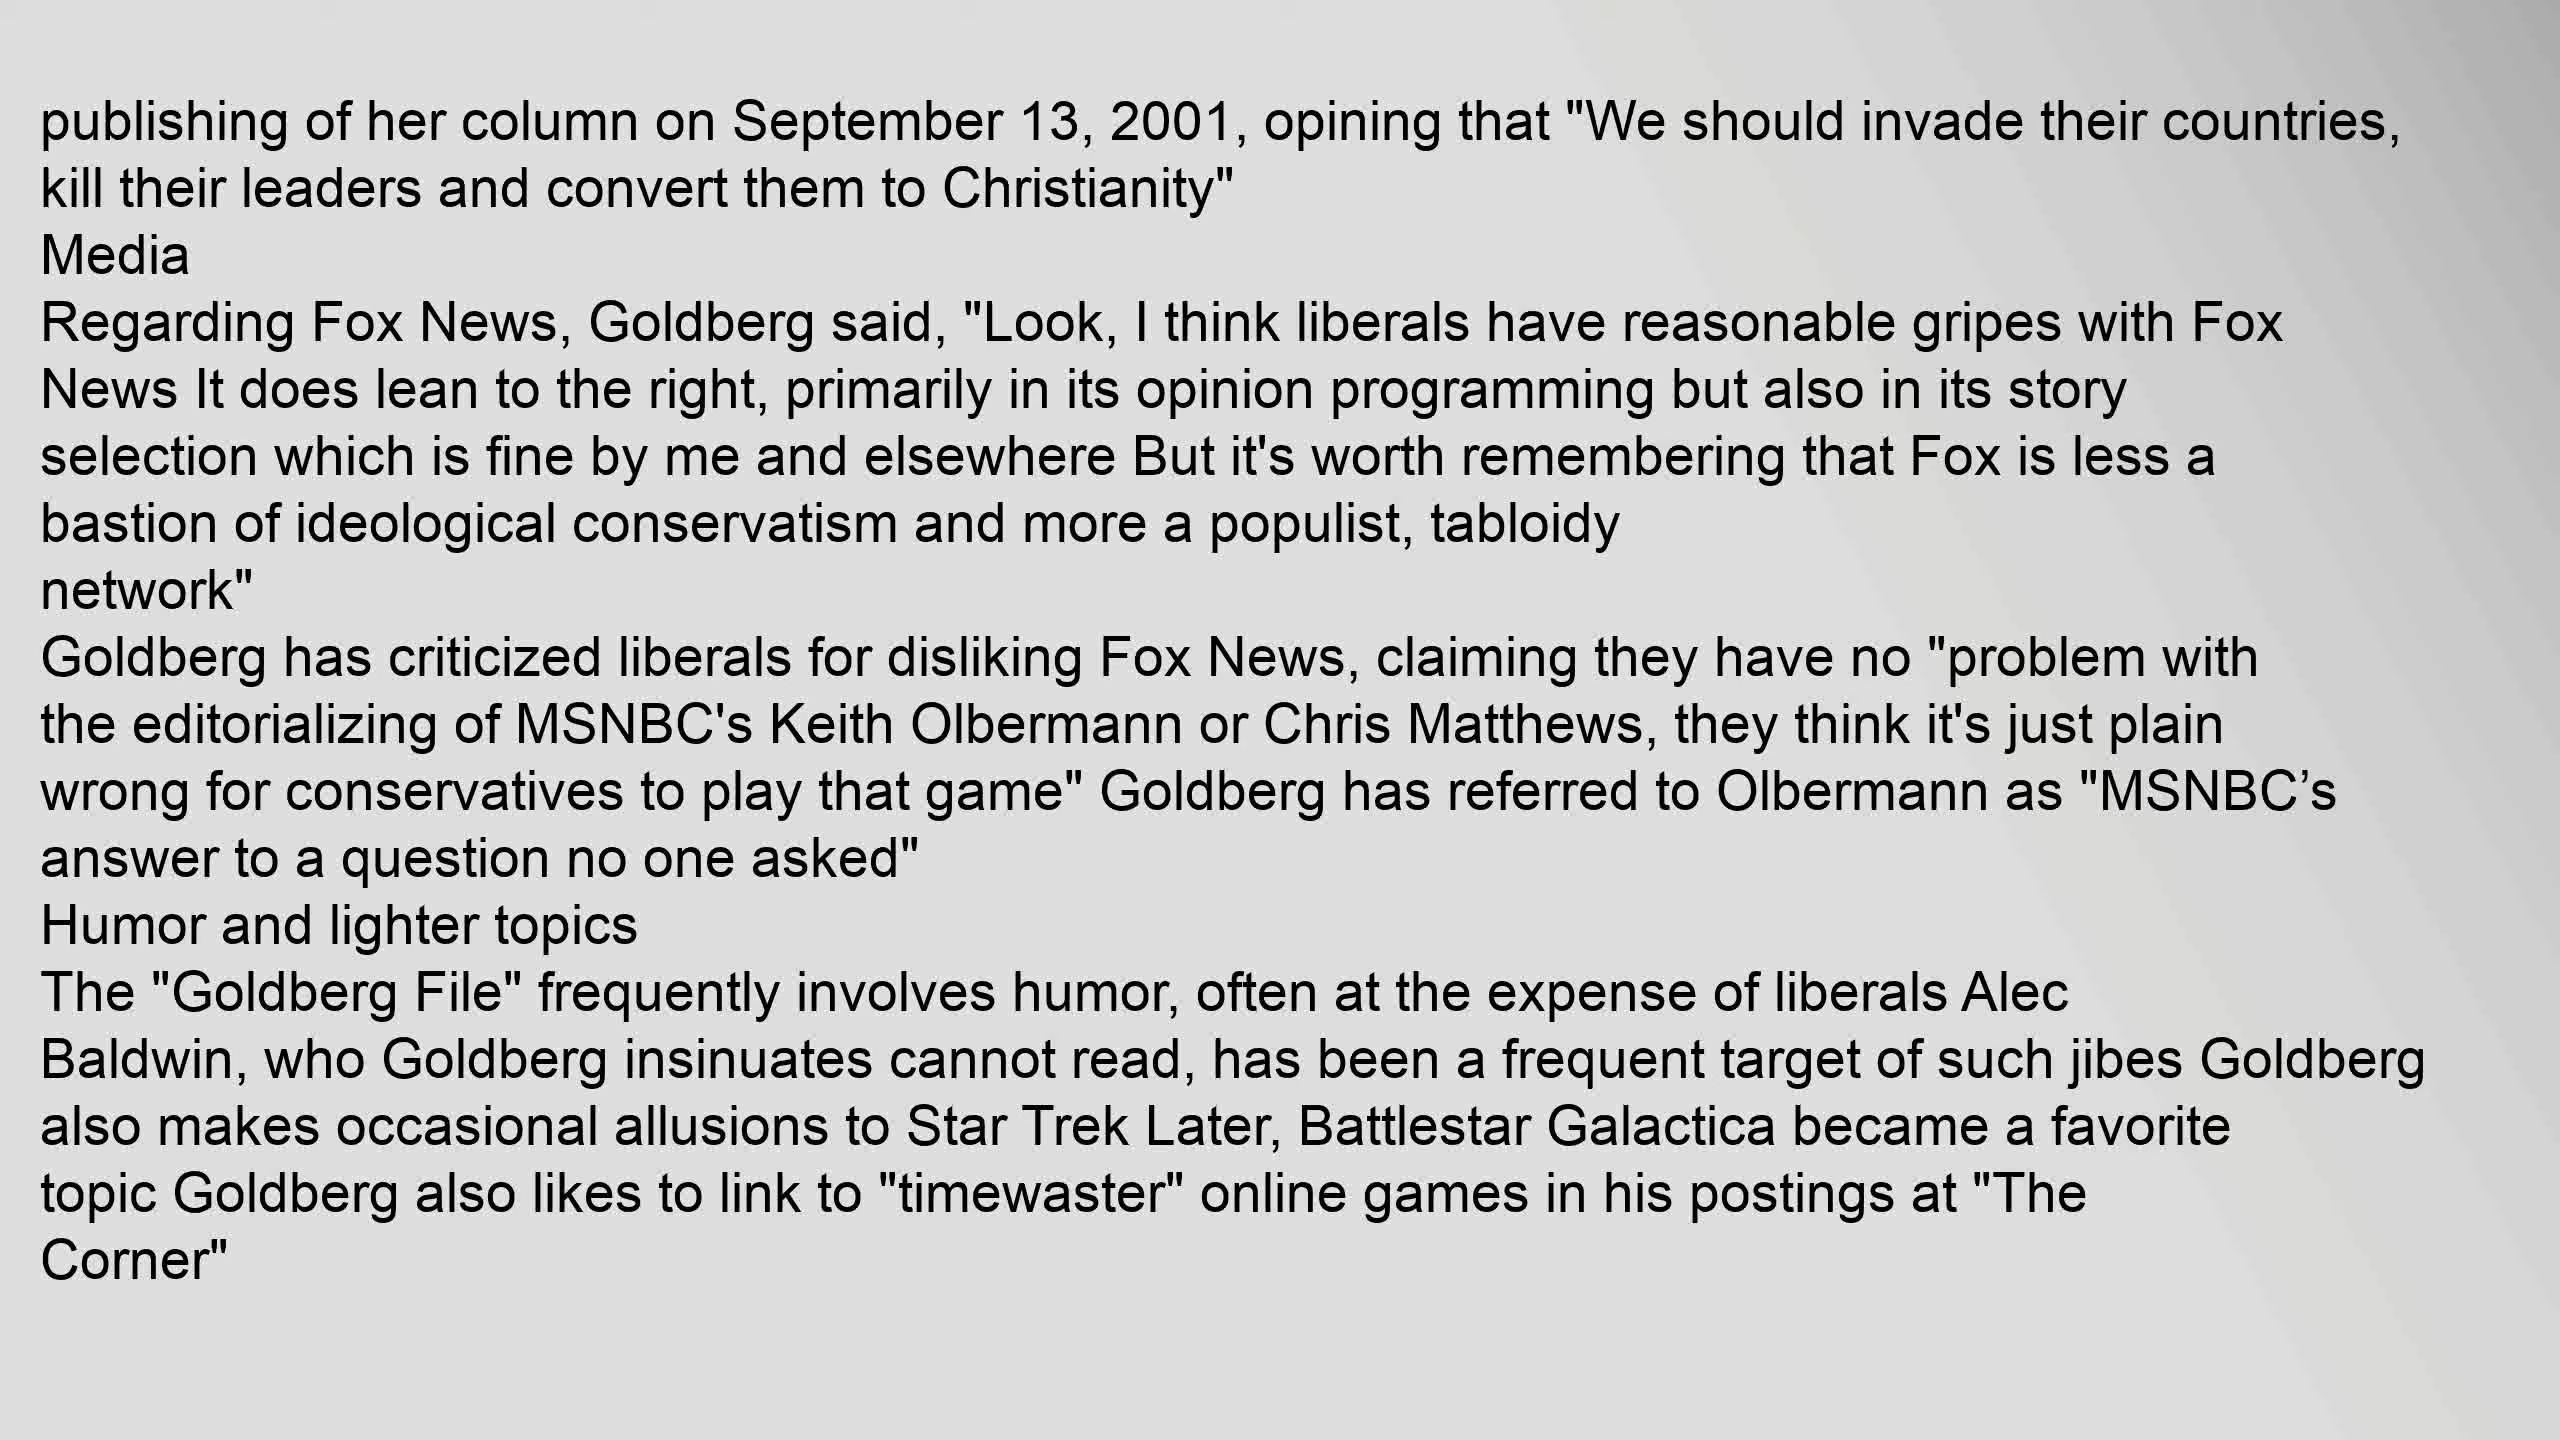 publishing of her column on September 13, 2001, opining that "We should invade their countries,
kill their leaders and convert them to Christianity"
Media
Regarding Fox News, Goldberg said, "Look, I think liberals have reasonable gripes with Fox
News It does lean to the right, primarily in its opinion programming but also in its story
selection which is fine by me and elsewhere But it's worth remembering that Fox is less a
bastion of ideological conservatism and more a populist, tabloidy
network"
Goldberg has criticized liberals for disliking Fox News, claiming they have no "problem with
the editorializing of MSNBC's Keith Olbermann or Chris Matthews, they think it's just plain
wrong for conservatives to play that game" Goldberg has referred to Olbermann as "MSNBC’s
answer to a question no one asked"
Humor and lighter topics
The "Goldberg File" frequently involves humor, often at the expense of liberals Alec
Baldwin, who Goldberg insinuates cannot read, has been a frequent target of such jibes Goldberg
also makes occasional allusions to Star Trek Later, Battlestar Galactica became a favorite
topic Goldberg also likes to link to "timewaster" online games in his postings at "The
Corner"